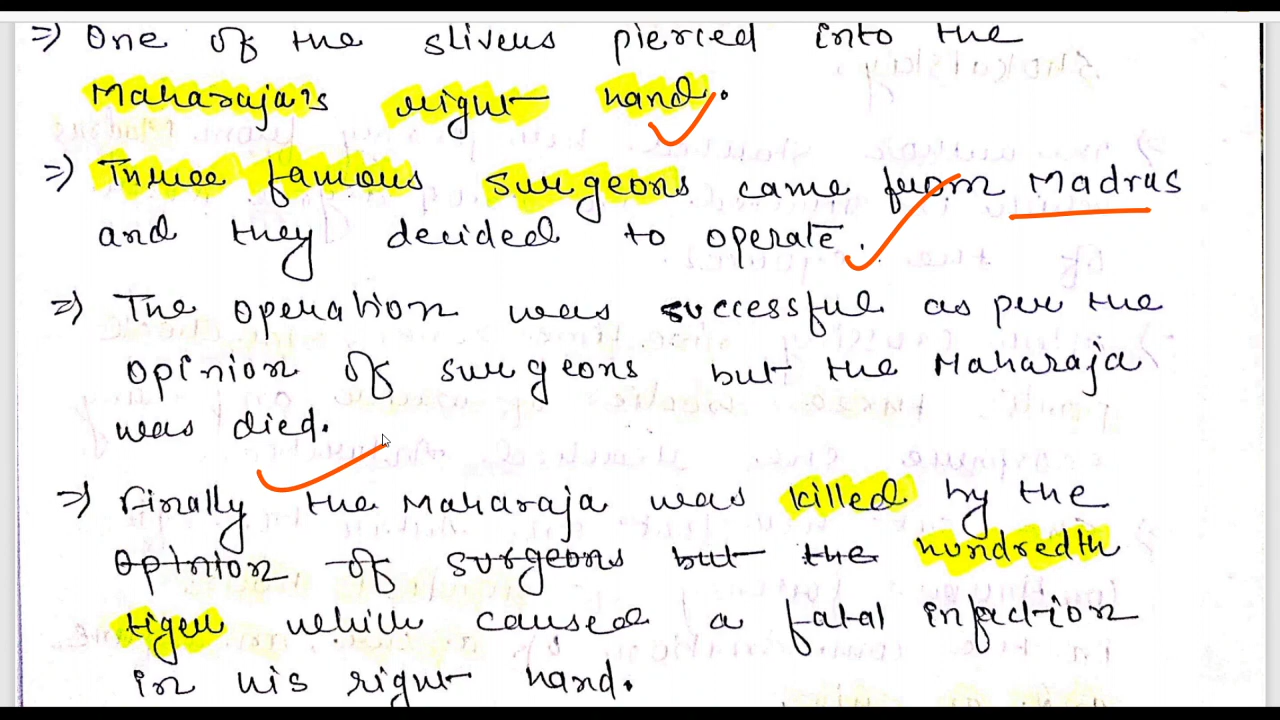 ⇒ One of the slivers pierced into the
Maharaja's right hand.
⇒ Three famous surgeons came from Madras
and they decided to operate.
⇒ The operation was successful as per the
opinion of surgeons but the Maharaja
was died.
⇒ Finally the Maharaja was killed by the
opinion of surgeons but the hundredth
tiger which caused a fatal infaction
in his right hand.